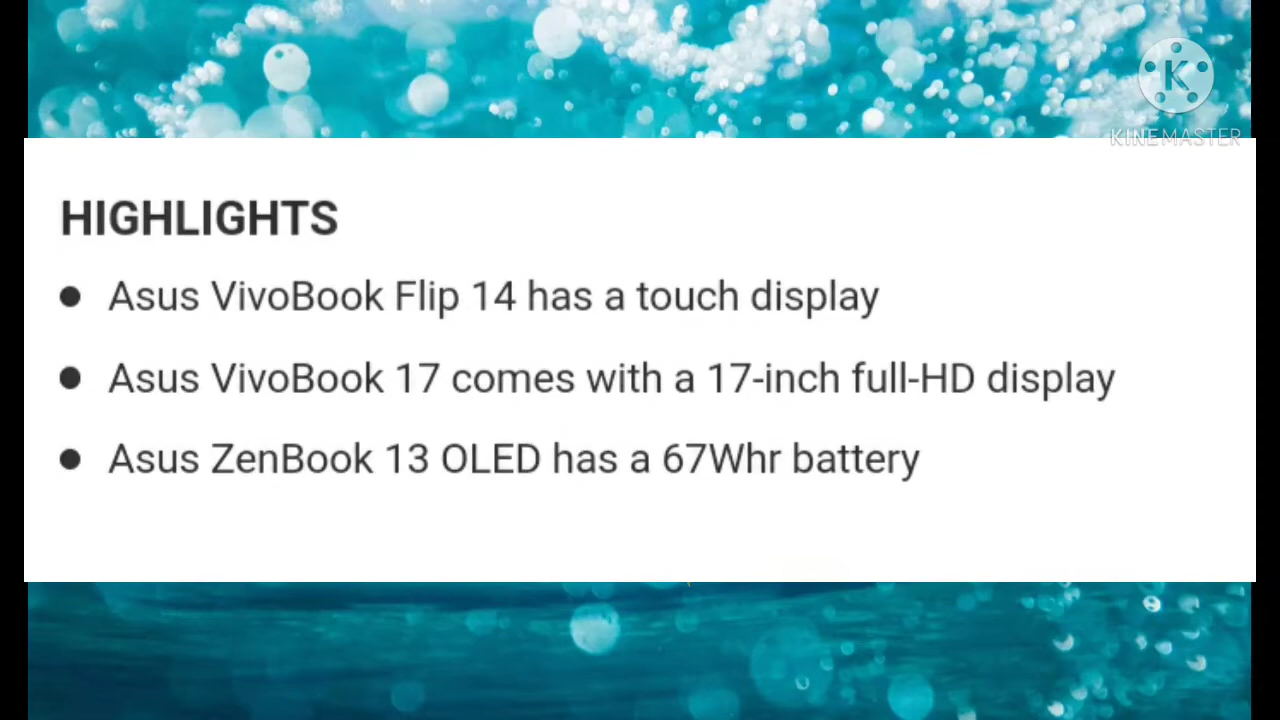 K
KINEMASTER
HIGHLIGHTS
● Asus VivoBook Flip 14 has a touch display
● Asus VivoBook 17 comes with a 17-inch full-HD display
● Asus ZenBook 13 OLED has a 67Whr battery